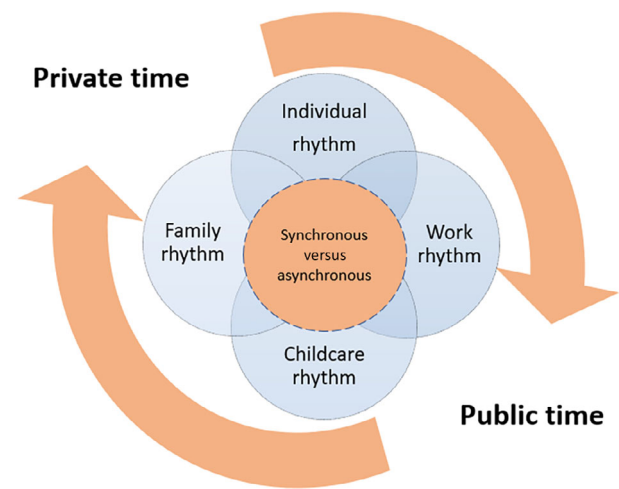 Private time
Individual
rhythm
Family
rhythm
Synchronous
versus
asynchronous
Work
rhythm
Childcare
rhythm
Public time